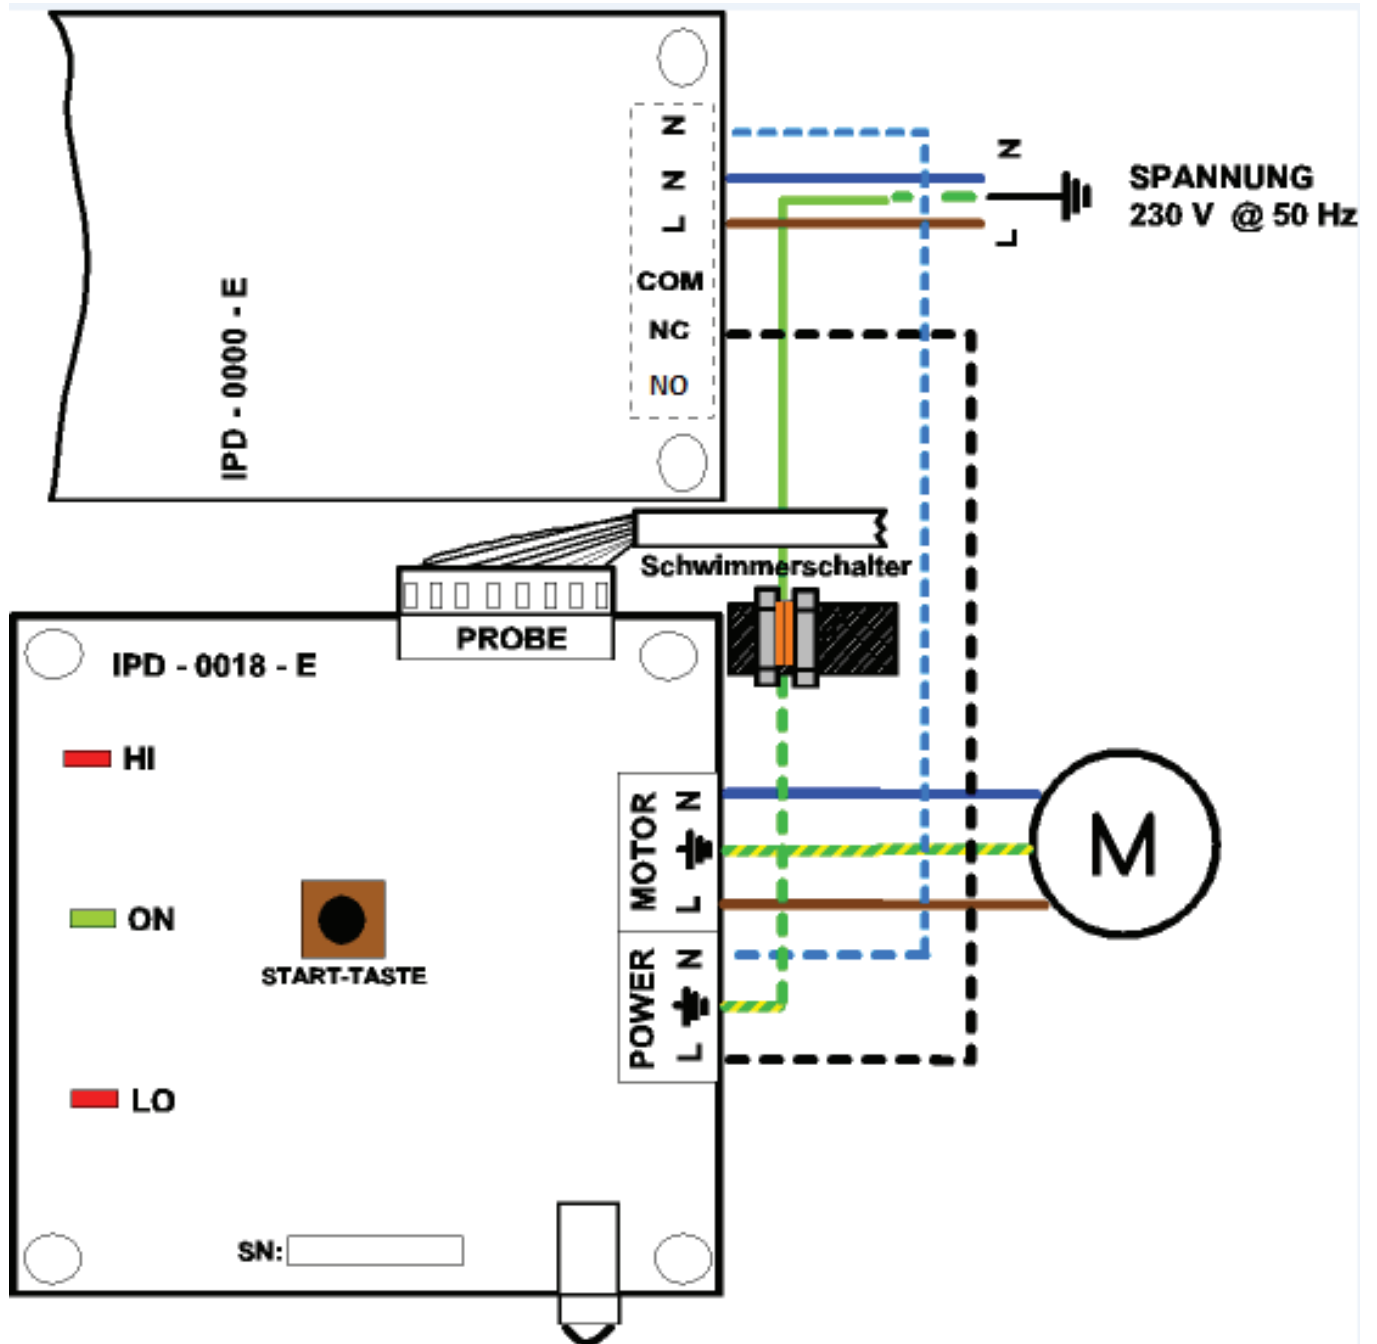 N
N
L
COM
NC
NO
IPD - 0000 - E
N
L
SPANNUNG
230 V @ 50 Hz
Schwimmerschalter
PROBE
IPD - 0018 - E
HI
ON
LO
START-TASTE
MOTOR
N
L
POWER
N
L
M
SN: